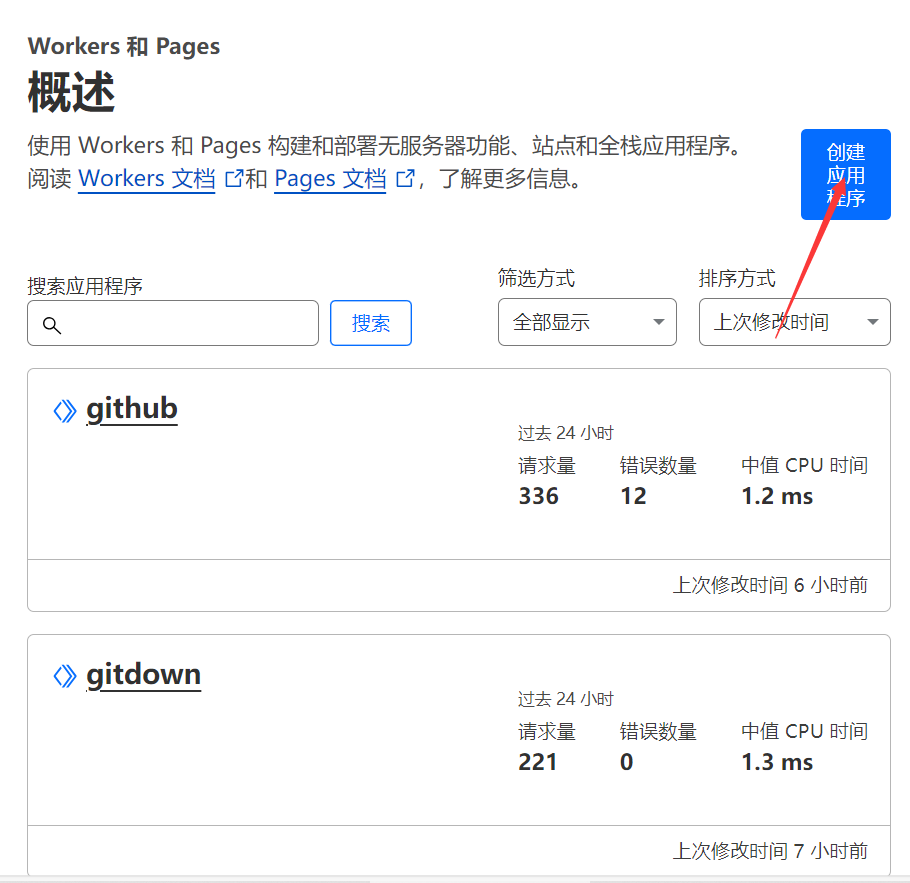 Workers 和 Pages
概述
使用 Workers 和 Pages 构建和部署无服务器功能、站点和全栈应用程序。
阅读 Workers 文档 和 Pages 文档 ，了解更多信息。
创建
应用
程序
搜索应用程序
搜索
筛选方式
全部显示
排序方式
上次修改时间
github
过去 24 小时
请求量 错误数量 中值 CPU 时间
336 12 1.2 ms
上次修改时间 6 小时前
gitdown
过去 24 小时
请求量 错误数量 中值 CPU 时间
221 0 1.3 ms
上次修改时间 7 小时前